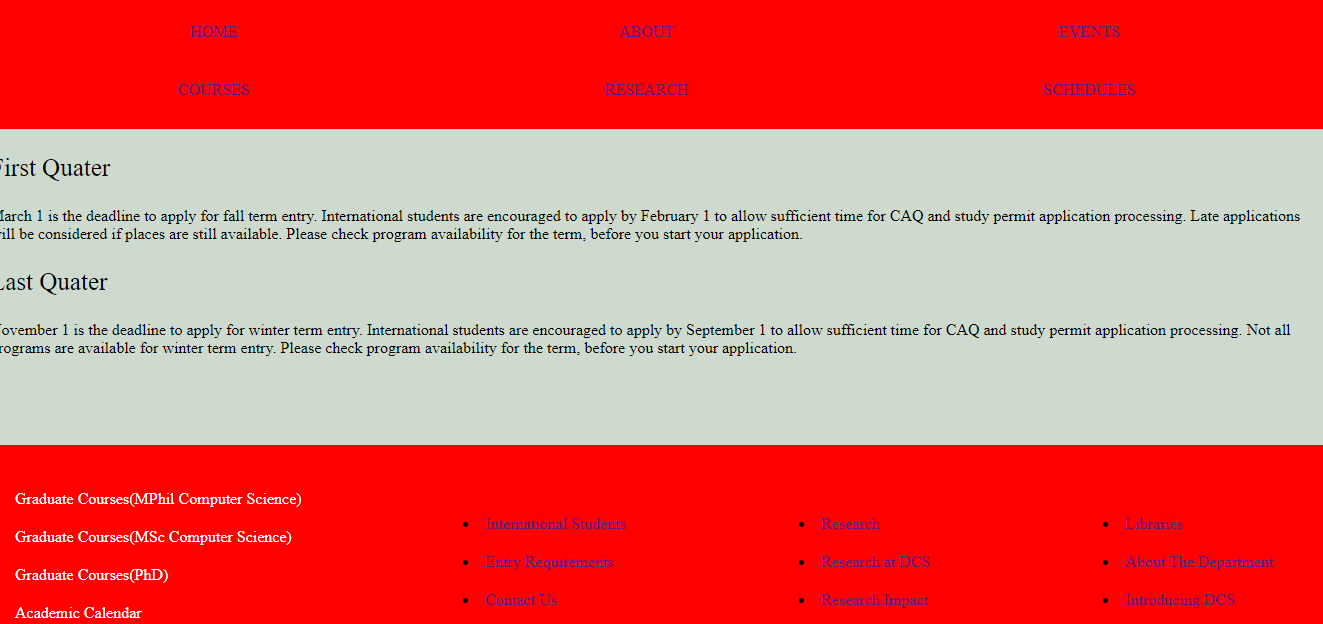 HOME ABOUT EVENTS
COURSES RESEARCH SCHEDULES
First Quater
March 1 is the deadline to apply for fall term entry. International students are encouraged to apply by February 1 to allow sufficient time for CAQ and study permit application processing. Late applications
will be considered if places are still available. Please check program availability for the term, before you start your application.
Last Quater
November 1 is the deadline to apply for winter term entry. International students are encouraged to apply by September 1 to allow sufficient time for CAQ and study permit application processing. Not all
programs are available for winter term entry. Please check program availability for the term, before you start your application.
Graduate Courses(MPhil Computer Science)
Graduate Courses(MSc Computer Science)
Graduate Courses(PhD)
Academic Calendar
International Students
Entry Requirements
Contact Us
Research
Research at DCS
Research Impact
Libraries
About The Department
Introducing DCS